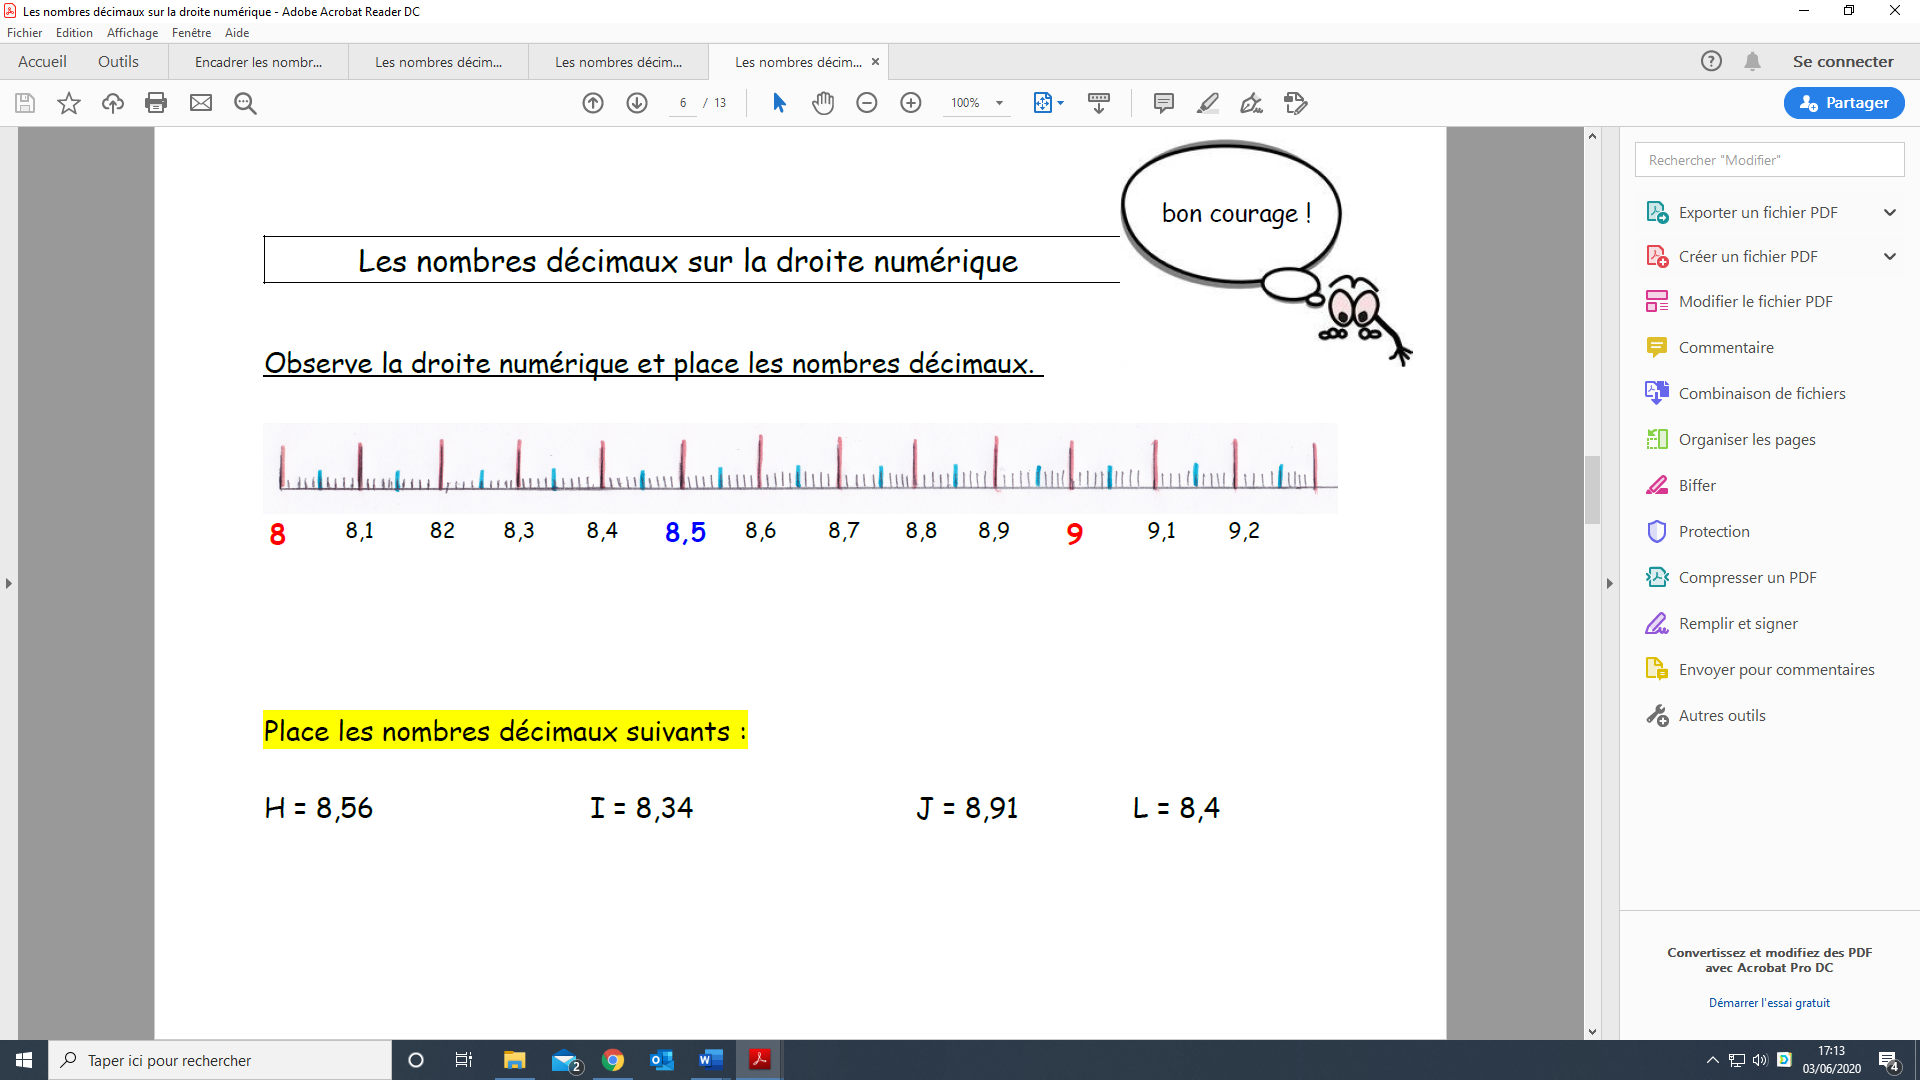 Les nombres décimaux sur la droite numérique - Adobe Acrobat Reader DC
Fichier Edition Affichage Fenêtre Aide
Accueil Outils Encadrer les nombr... Les nombres décim... Les nombres décim... Les nombres décim... × Se connecter
6 / 13 100% Partager
bon courage !
Les nombres décimaux sur la droite numérique
Observe la droite numérique et place les nombres décimaux.
8 8,1 82 8,3 8,4 8,5 8,6 8,7 8,8 8,9 9 9,1 9,2
Place les nombres décimaux suivants :
H = 8,56 I = 8,34 J = 8,91 L = 8,4
Rechercher "Modifier"
Exporter un fichier PDF
Créer un fichier PDF
Modifier le fichier PDF
Commentaire
Combinaison de fichiers
Organiser les pages
Biffer
Protection
Compresser un PDF
Remplir et signer
Envoyer pour commentaires
Autres outils
Convertissez et modifiez des PDF
avec Acrobat Pro DC
Démarrer l'essai gratuit
Taper ici pour rechercher
2
17:13
03/06/2020
4